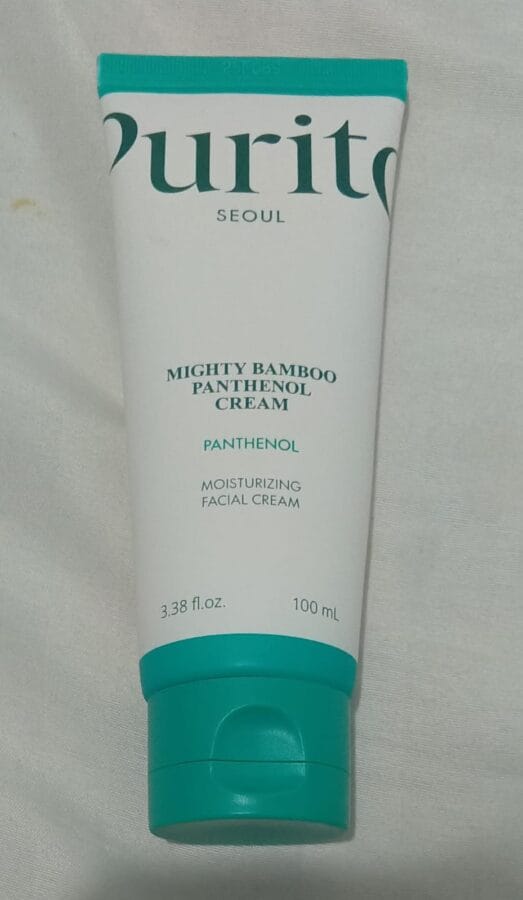 Purito
SEOUL
MIGHTY BAMBOO
PANTHENOL
CREAM
PANTHENOL
MOISTURIZING
FACIAL CREAM
3.38 fl.oz. 100 mL